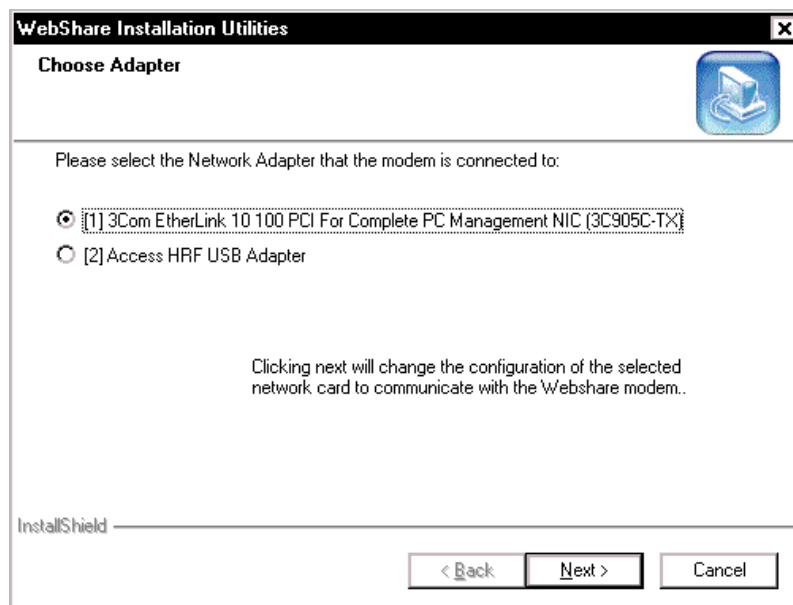 WebShare Installation Utilities
Choose Adapter
Please select the Network Adapter that the modem is connected to:
[1] 3Com EtherLink 10 100 PCI For Complete PC Management NIC (3C905C-TX)
[2] Access HRF USB Adapter
Clicking next will change the configuration of the selected
network card to communicate with the Webshare modem..
InstallShield
< Back Next > Cancel